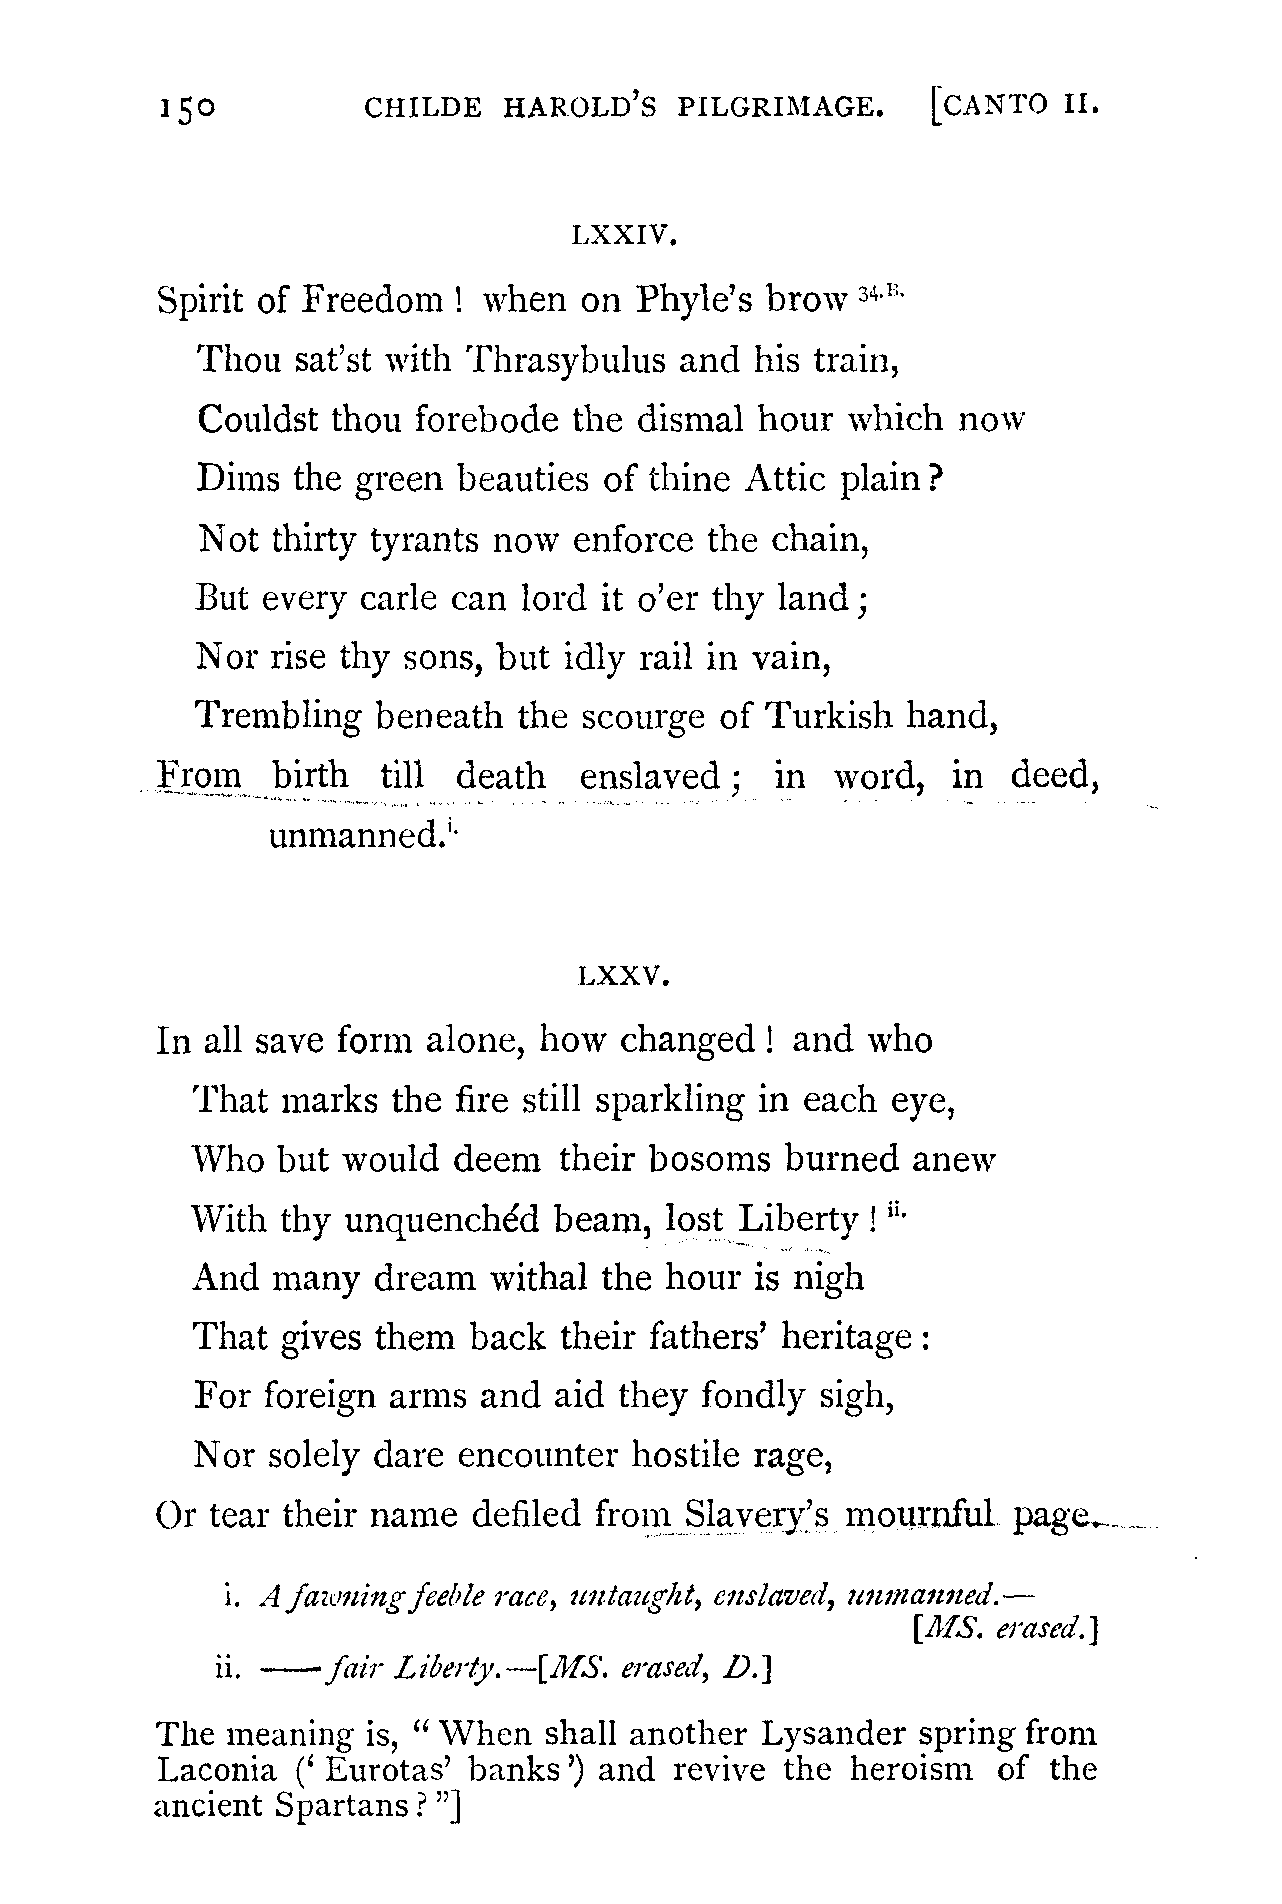 150 CHILDE HAROLD'S PILGRIMAGE. [CANTO II.
LXXIV.
Spirit of Freedom! when on Phyle's brow 34.B.
Thou sat'st with Thrasybulus and his train,
Couldst thou forebode the dismal hour which now
Dims the green beauties of thine Attic plain?
Not thirty tyrants now enforce the chain,
But every carle can lord it o'er thy land;
Nor rise thy sons, but idly rail in vain,
Trembling beneath the scourge of Turkish hand,
From birth till death enslaved; in word, in deed,
unmanned.i.
LXXV.
In all save form alone, how changed! and who
That marks the fire still sparkling in each eye,
Who but would deem their bosoms burned anew
With thy unquenchéd beam, lost Liberty! ii.
And many dream withal the hour is nigh
That gives them back their fathers' heritage:
For foreign arms and aid they fondly sigh,
Nor solely dare encounter hostile rage,
Or tear their name defiled from Slavery's mournful page.
i. A fawning feeble race, untaught, enslaved, unmanned.—
[MS. erased.]
ii. —— fair Liberty.—[MS. erased, D.]
The meaning is, "When shall another Lysander spring from
Laconia ('Eurotas' banks') and revive the heroism of the
ancient Spartans?"]